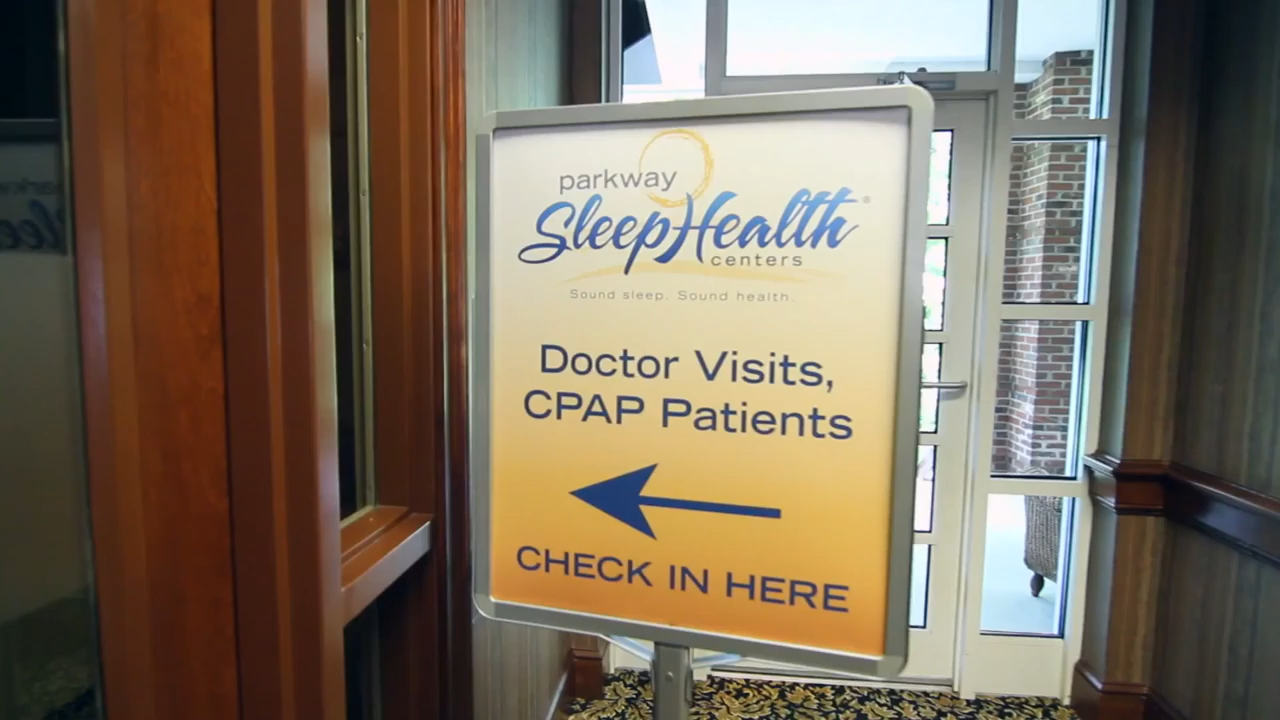 parkway
SleepHealth®
centers
Sound sleep. Sound health.
Doctor Visits,
CPAP Patients
CHECK IN HERE